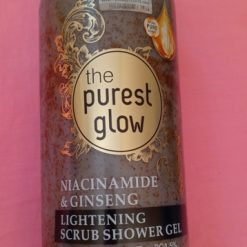 the
purest
glow
NIACINAMIDE
& GINSENG
LIGHTENING
SCRUB SHOWER GEL